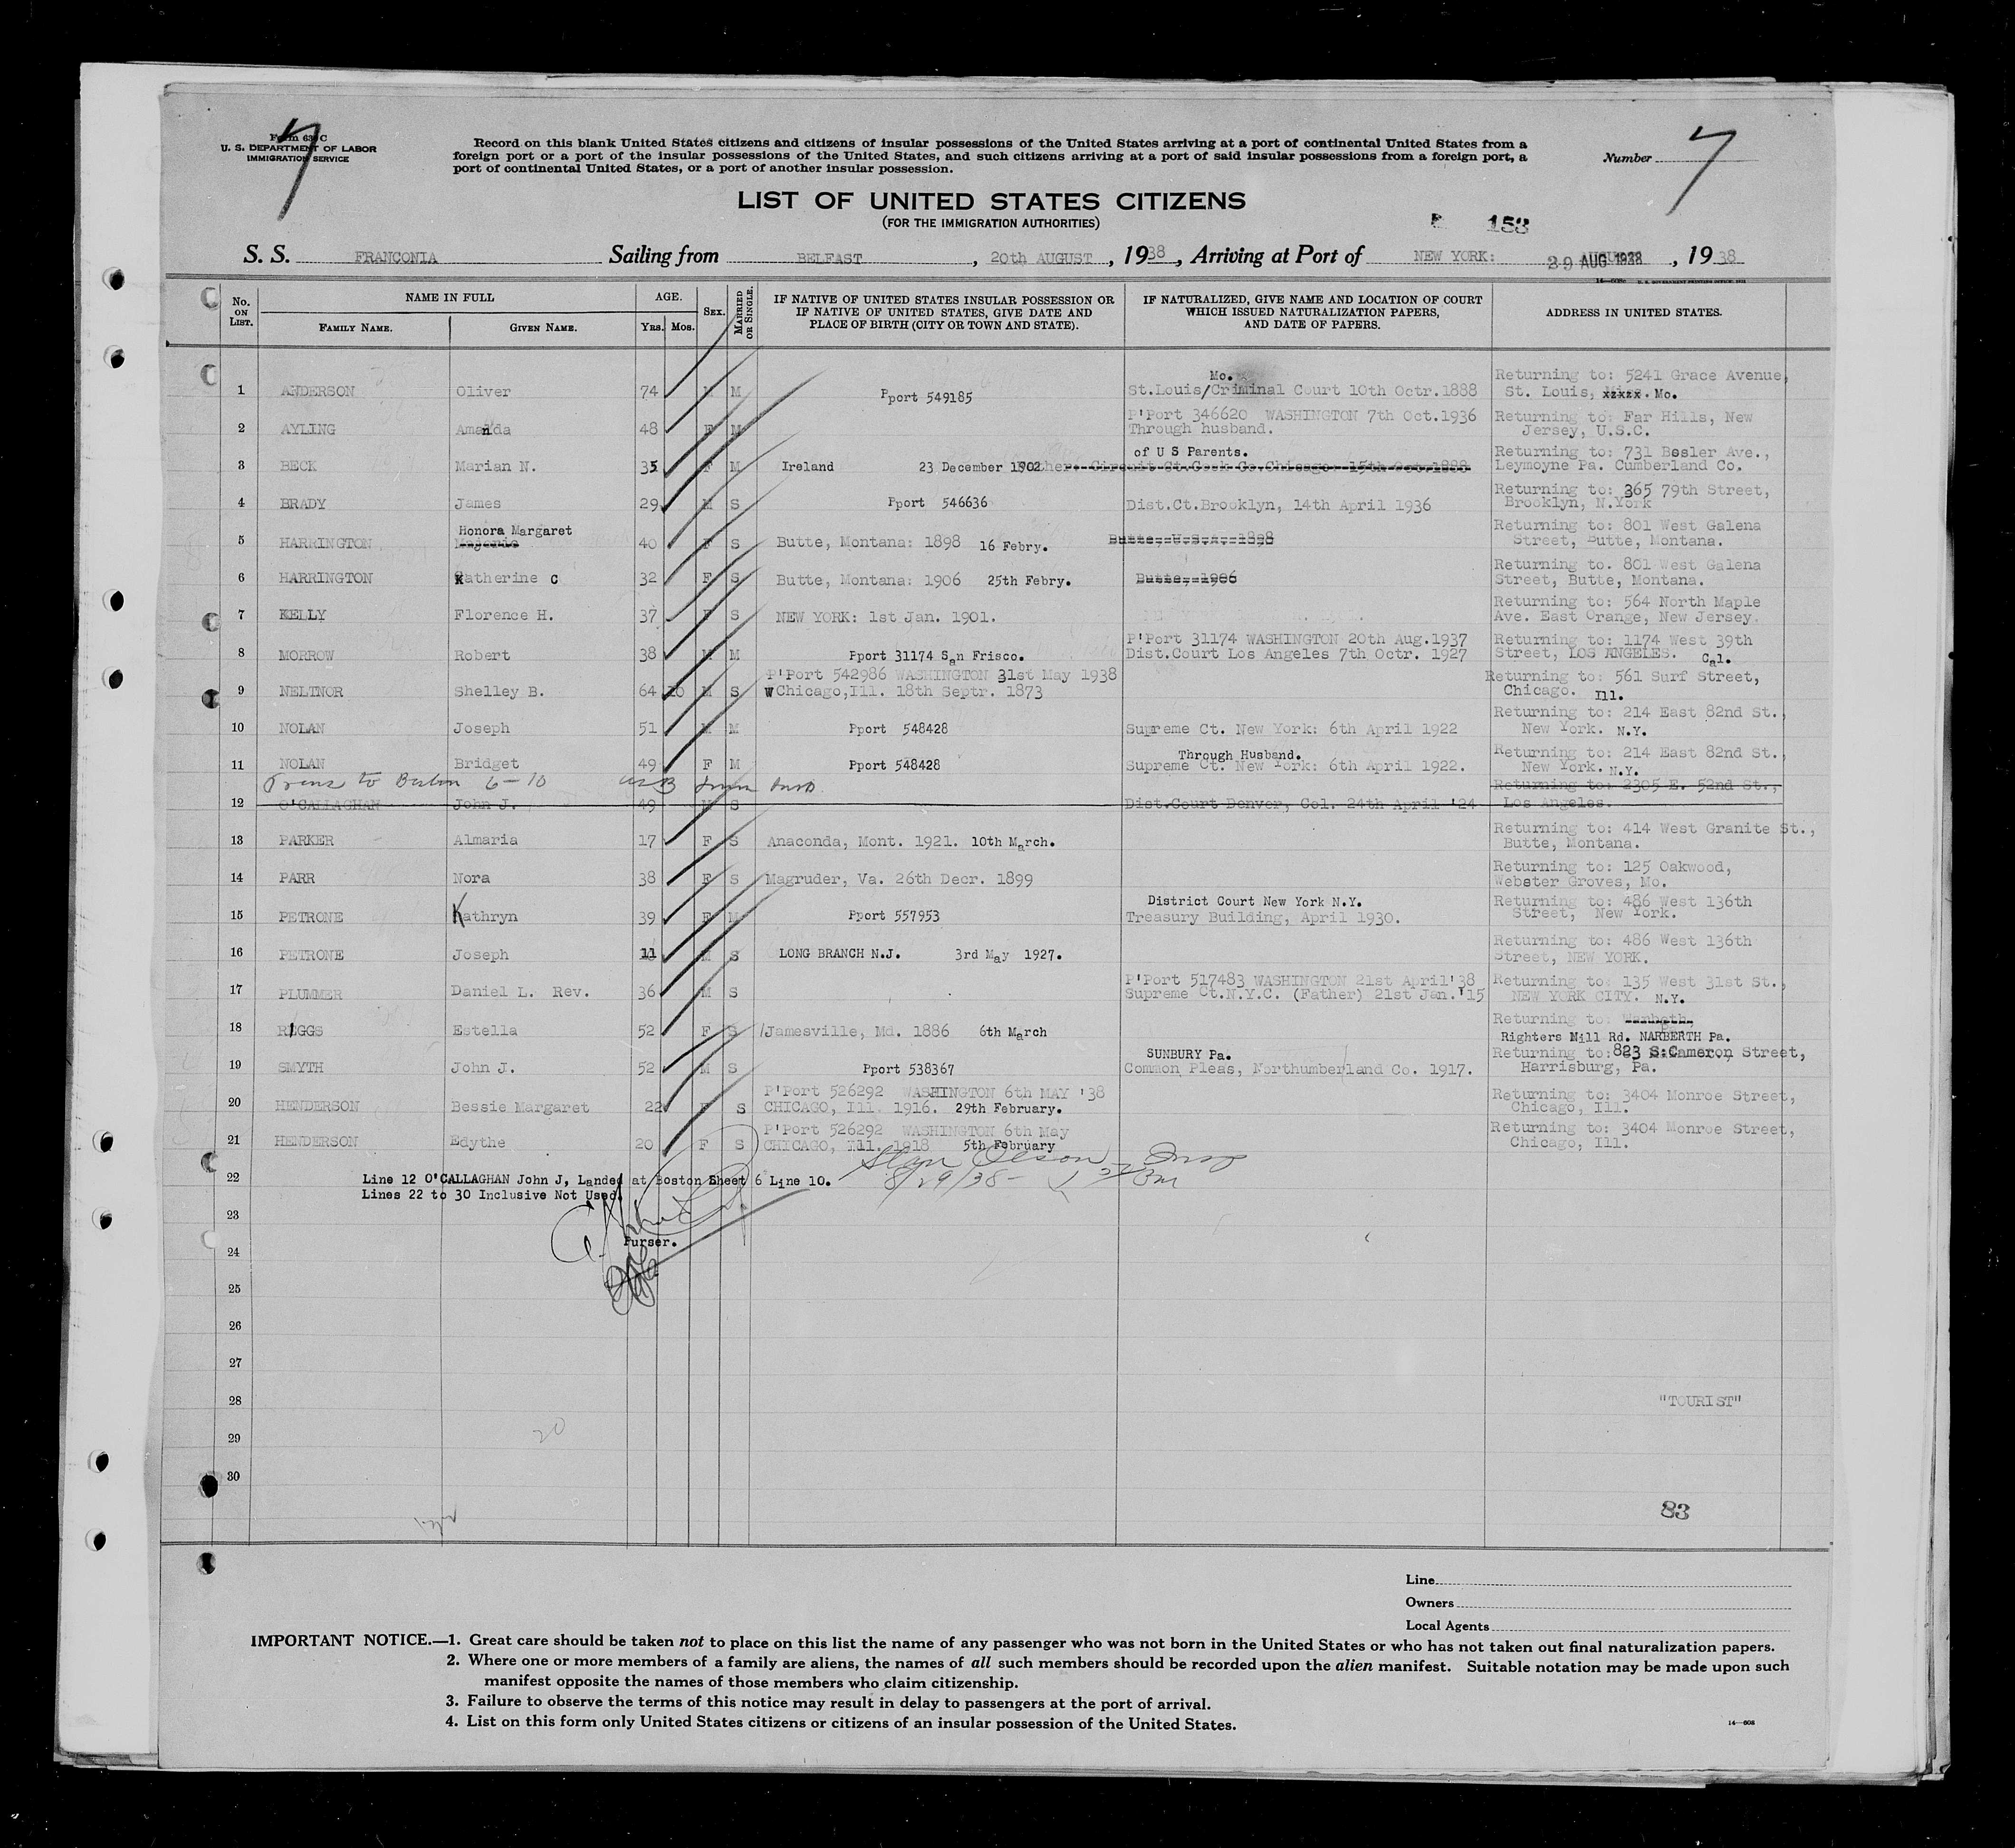 7
Form 630 C
U. S. DEPARTMENT OF LABOR
IMMIGRATION SERVICE
Record on this blank United States citizens and citizens of insular possessions of the United States arriving at a port of continental United States from a
foreign port or a port of the insular possessions of the United States, and such citizens arriving at a port of said insular possessions from a foreign port, a
port of continental United States, or a port of another insular possession.
Number 7
LIST OF UNITED STATES CITIZENS
(FOR THE IMMIGRATION AUTHORITIES)
153
S. S. FRANCONIA Sailing from BELFAST, 20th AUGUST, 1938, Arriving at Port of NEW YORK: 29 AUG 1938, 1938
No. ON LIST. NAME IN FULL FAMILY NAME. GIVEN NAME. AGE. Yrs. Mos. SEX. MARRIED OR SINGLE. IF NATIVE OF UNITED STATES INSULAR POSSESSION OR IF NATIVE OF UNITED STATES, GIVE DATE AND PLACE OF BIRTH (CITY OR TOWN AND STATE). IF NATURALIZED, GIVE NAME AND LOCATION OF COURT WHICH ISSUED NATURALIZATION PAPERS, AND DATE OF PAPERS. ADDRESS IN UNITED STATES.
1 ANDERSON Oliver 74 M M Pport 549185 St.Louis/Mo. Criminal Court 10th Octr.1888 Returning to: 5241 Grace Avenue, St. Louis, xxxxx. Mo.
2 AYLING Amanda 48 F M P'Port 346620 WASHINGTON 7th Oct.1936 Through husband. Returning to: Far Hills, New Jersey, U.S.C.
3 BECK Marian N. 35 F M Ireland 23 December 1902 of U S Parents. Father: Circuit Ct.Cook Co.Chicago: 15th Oct.1888 Returning to: 731 Bosler Ave., Leymoyne Pa. Cumberland Co.
4 BRADY James 29 M S Pport 546636 Dist.Ct.Brooklyn, 14th April 1936 Returning to: 365 79th Street, Brooklyn, N.York
5 HARRINGTON Honora Margaret Majorie 40 F S Butte, Montana: 1898 16 Febry. Butte, U.S.A. 1898 Returning to: 801 West Galena Street, Butte, Montana.
6 HARRINGTON Katherine C 32 F S Butte, Montana: 1906 25th Febry. Butte, 1906 Returning to. 801 West Galena Street, Butte, Montana.
7 KELLY Florence H. 37 F S NEW YORK: 1st Jan. 1901. Returning to: 564 North Maple Ave. East Orange, New Jersey.
8 MORROW Robert 38 M M Pport 31174 San Frisco. P'Port 31174 WASHINGTON 20th Aug.1937 Dist.Court Los Angeles 7th Octr. 1927 Returning to: 1174 West 39th Street, LOS ANGELES. Cal.
9 NELTNOR Shelley B. 64 10 M S P'Port 542986 WASHINGTON 31st May 1938 W Chicago,Ill. 18th Septr. 1873 Returning to: 561 Surf Street, Chicago. Ill.
10 NOLAN Joseph 51 M M Pport 548428 Supreme Ct. New York: 6th April 1922 Returning to: 214 East 82nd St., New York. N.Y.
11 NOLAN Bridget 49 F M Pport 548428 Through Husband. Supreme Ct. New York: 6th April 1922. Returning to: 214 East 82nd St., New York. N.Y.
Trans to Boston 6-10
12 O'CALLAGHAN John J. 49 M S Dist.Court Denver, Col. 24th April '24 Returning to: 2305 E. 52nd St., Los Angeles.
13 PARKER Almaria 17 F S Anaconda, Mont. 1921. 10th March. Returning to: 414 West Granite St., Butte, Montana.
14 PARR Nora 38 F S Magruder, Va. 26th Decr. 1899 Returning to: 125 Oakwood, Webster Groves, Mo.
15 PETRONE Kathryn 39 F M Pport 557953 District Court New York N.Y. Treasury Building, April 1930. Returning to: 486 West 136th Street, New York.
16 PETRONE Joseph 11 M S LONG BRANCH N.J. 3rd May 1927. Returning to: 486 West 136th Street, NEW YORK.
17 PLUMMER Daniel L. Rev. 36 M S P'Port 517483 WASHINGTON 21st April'38 Supreme Ct.N.Y.C. (Father) 21st Jan.'15 Returning to: 135 West 31st St., NEW YORK CITY. N.Y.
18 RIGGS Estella 52 F S Jamesville, Md. 1886 6th March Returning to: Righters Mill Rd. NARBERTH Pa.
19 SMYTH John J. 52 M S Pport 538367 SUNBURY Pa. Common Pleas, Northumberland Co. 1917. Returning to: 823 S:Cameron Street, Harrisburg, Pa.
20 HENDERSON Bessie Margaret 22 F S P'Port 526292 WASHINGTON 6th MAY '38 CHICAGO, Ill. 1916. 29th February. Returning to: 3404 Monroe Street, Chicago, Ill.
21 HENDERSON Edythe 20 F S P'Port 526292 WASHINGTON 6th May CHICAGO, Ill. 1918 5th February Returning to: 3404 Monroe Street, Chicago, Ill.
22 Line 12 O'CALLAGHAN John J, Landed at Boston Sheet 6 Line 10.
Lines 22 to 30 Inclusive Not Used.
Olson Insp
8/29/38
23
Purser.
24
25
26
27
28 "TOURIST"
29 20
30
83
Line
Owners
Local Agents
IMPORTANT NOTICE.—1. Great care should be taken not to place on this list the name of any passenger who was not born in the United States or who has not taken out final naturalization papers.
2. Where one or more members of a family are aliens, the names of all such members should be recorded upon the alien manifest. Suitable notation may be made upon such
manifest opposite the names of those members who claim citizenship.
3. Failure to observe the terms of this notice may result in delay to passengers at the port of arrival.
4. List on this form only United States citizens or citizens of an insular possession of the United States.
14—608